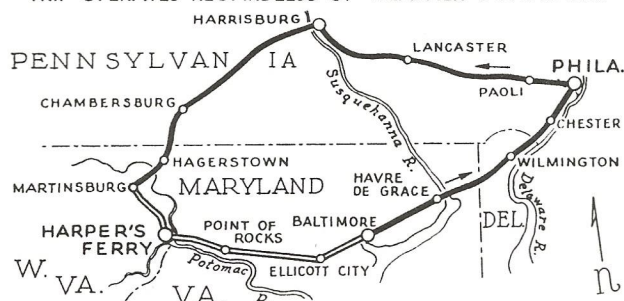 HARRISBURG
LANCASTER
PENNSYLVANIA
PHILA.
PAOLI
Susquehanna R.
CHAMBERSBURG
CHESTER
HAGERSTOWN
WILMINGTON
MARTINSBURG
MARYLAND
HAVRE
DE GRACE
Delaware R.
HARPER'S
FERRY
POINT OF
ROCKS
BALTIMORE
DEL.
ELLICOTT CITY
W.
VA.
Potomac
R.
VA.
n